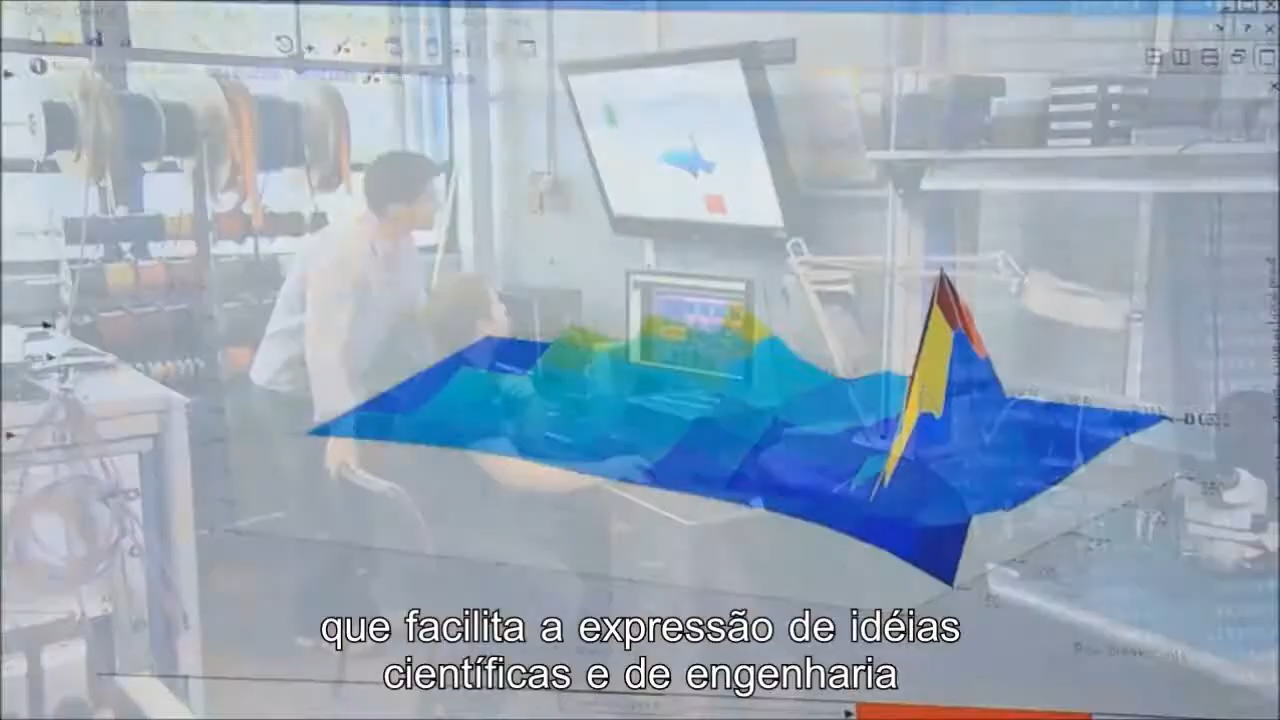 que facilita a expressão de idéias
científicas e de engenharia